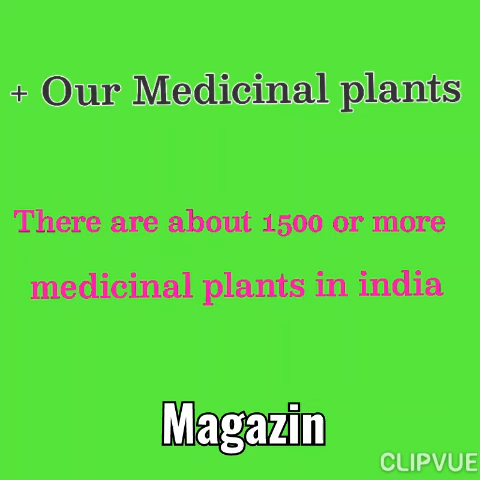 + Our Medicinal plants
There are about 1500 or more
medicinal plants in india
Magazin
CLIPVUE